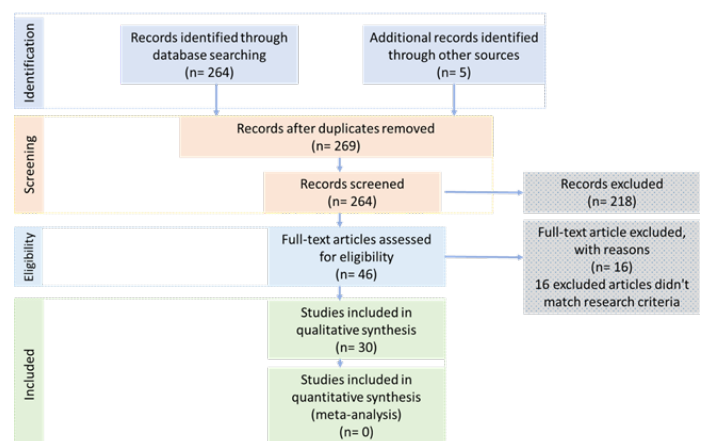 Identification
Records identified through
database searching
(n= 264)
Additional records identified
through other sources
(n= 5)
Screening
Records after duplicates removed
(n= 269)
Records screened
(n= 264)
Records excluded
(n= 218)
Eligibility
Full-text articles assessed
for eligibility
(n= 46)
Full-text article excluded,
with reasons
(n= 16)
16 excluded articles didn't
match research criteria
Included
Studies included in
qualitative synthesis
(n= 30)
Studies included in
quantitative synthesis
(meta-analysis)
(n= 0)